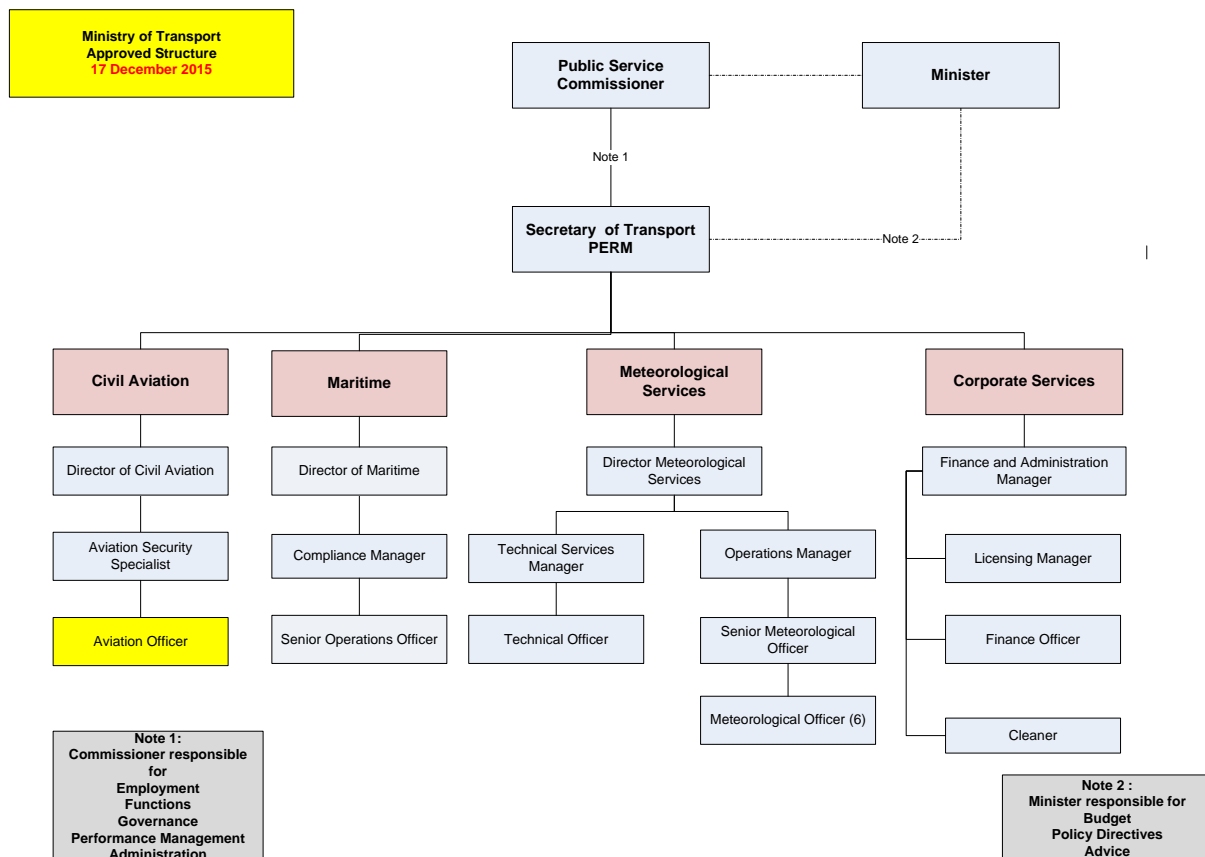 Ministry of Transport
Approved Structure
17 December 2015
Public Service
Commissioner
Minister
Note 1
Secretary of Transport
PERM
Note 2
Civil Aviation
Maritime
Meteorological
Services
Corporate Services
Director of Civil Aviation
Director of Maritime
Director Meteorological
Services
Finance and Administration
Manager
Aviation Security
Specialist
Compliance Manager
Technical Services
Manager
Operations Manager
Licensing Manager
Aviation Officer
Senior Operations Officer
Technical Officer
Senior Meteorological
Officer
Finance Officer
Meteorological Officer (6)
Cleaner
Note 1:
Commissioner responsible
for
Employment
Functions
Governance
Performance Management
Administration
Note 2 :
Minister responsible for
Budget
Policy Directives
Advice